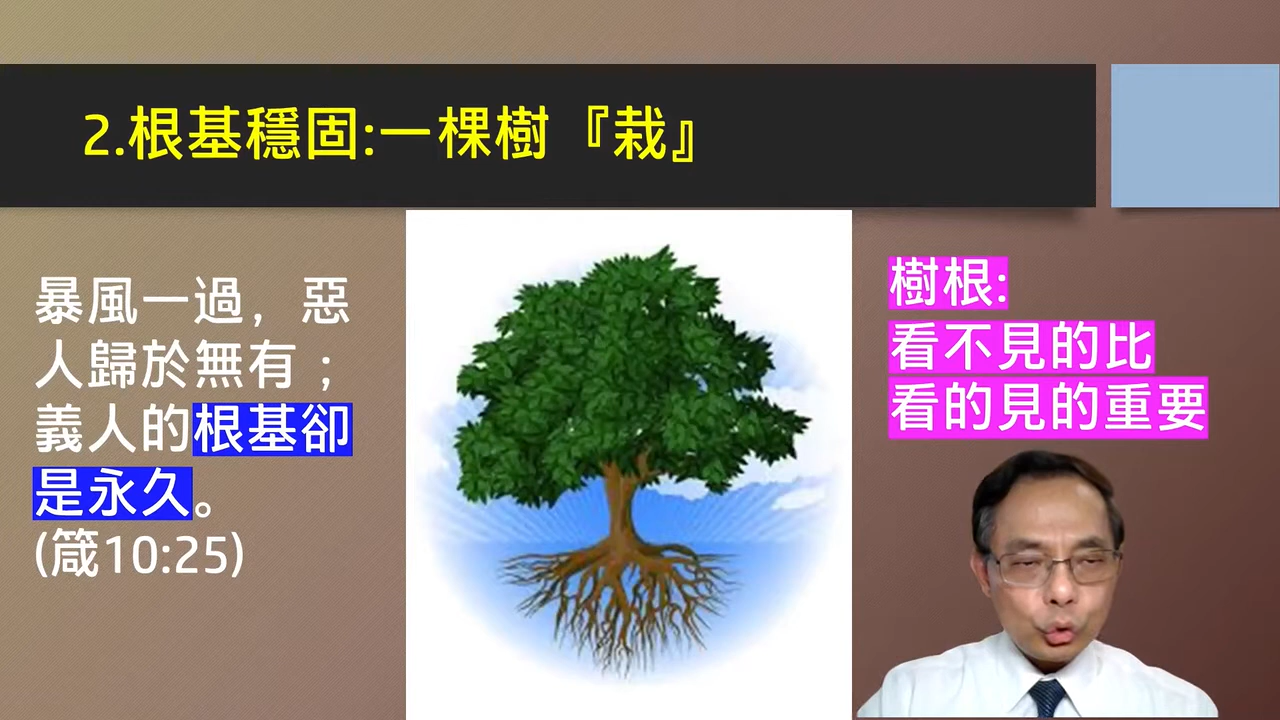 2.根基穩固:一棵樹『栽』
暴風一過，惡
人歸於無有；
義人的根基卻
是永久。
(箴10:25)
樹根:
看不見的比
看的見的重要